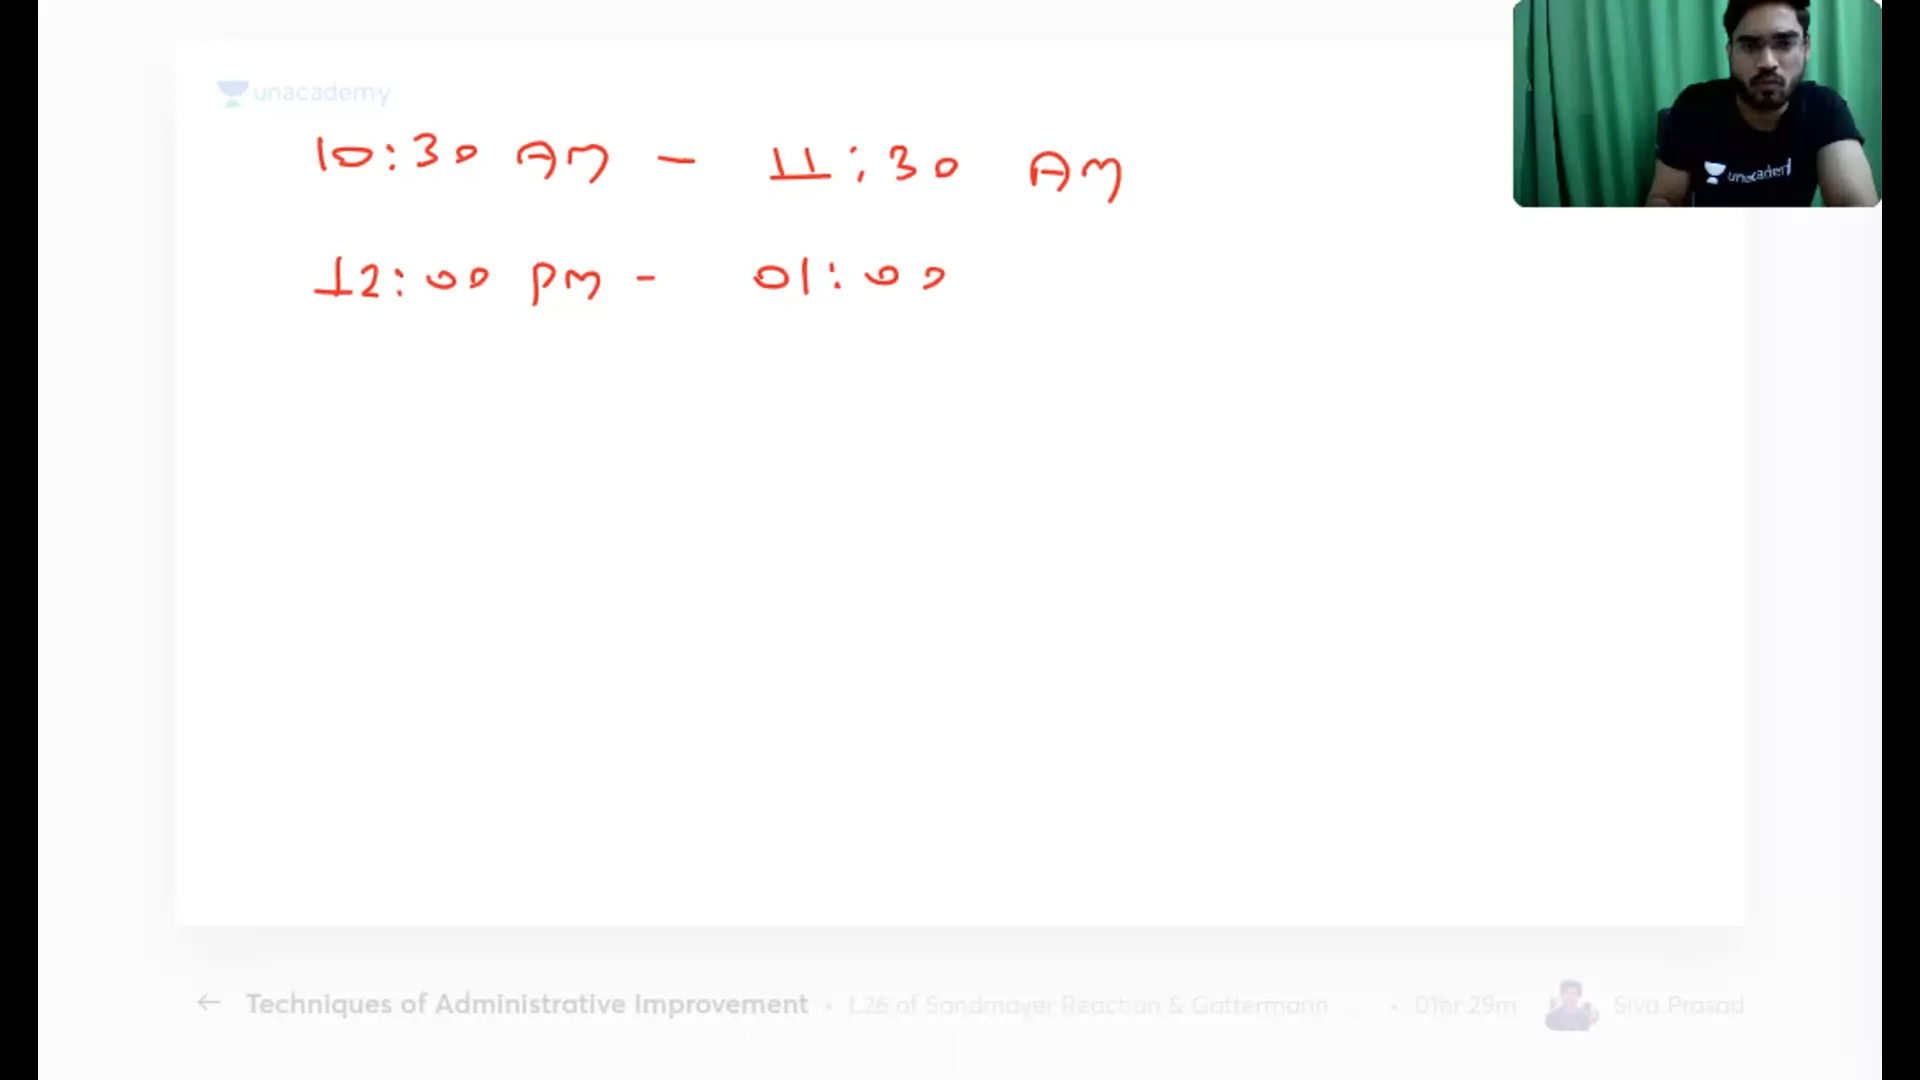 unacademy
10:30 AM - 11:30 AM
12:00 PM - 01:00
unacademy
← Techniques of Administrative Improvement • L26 of Sandmayer Reaction & Gattermann ... • 01hr 29m Siva Prasad